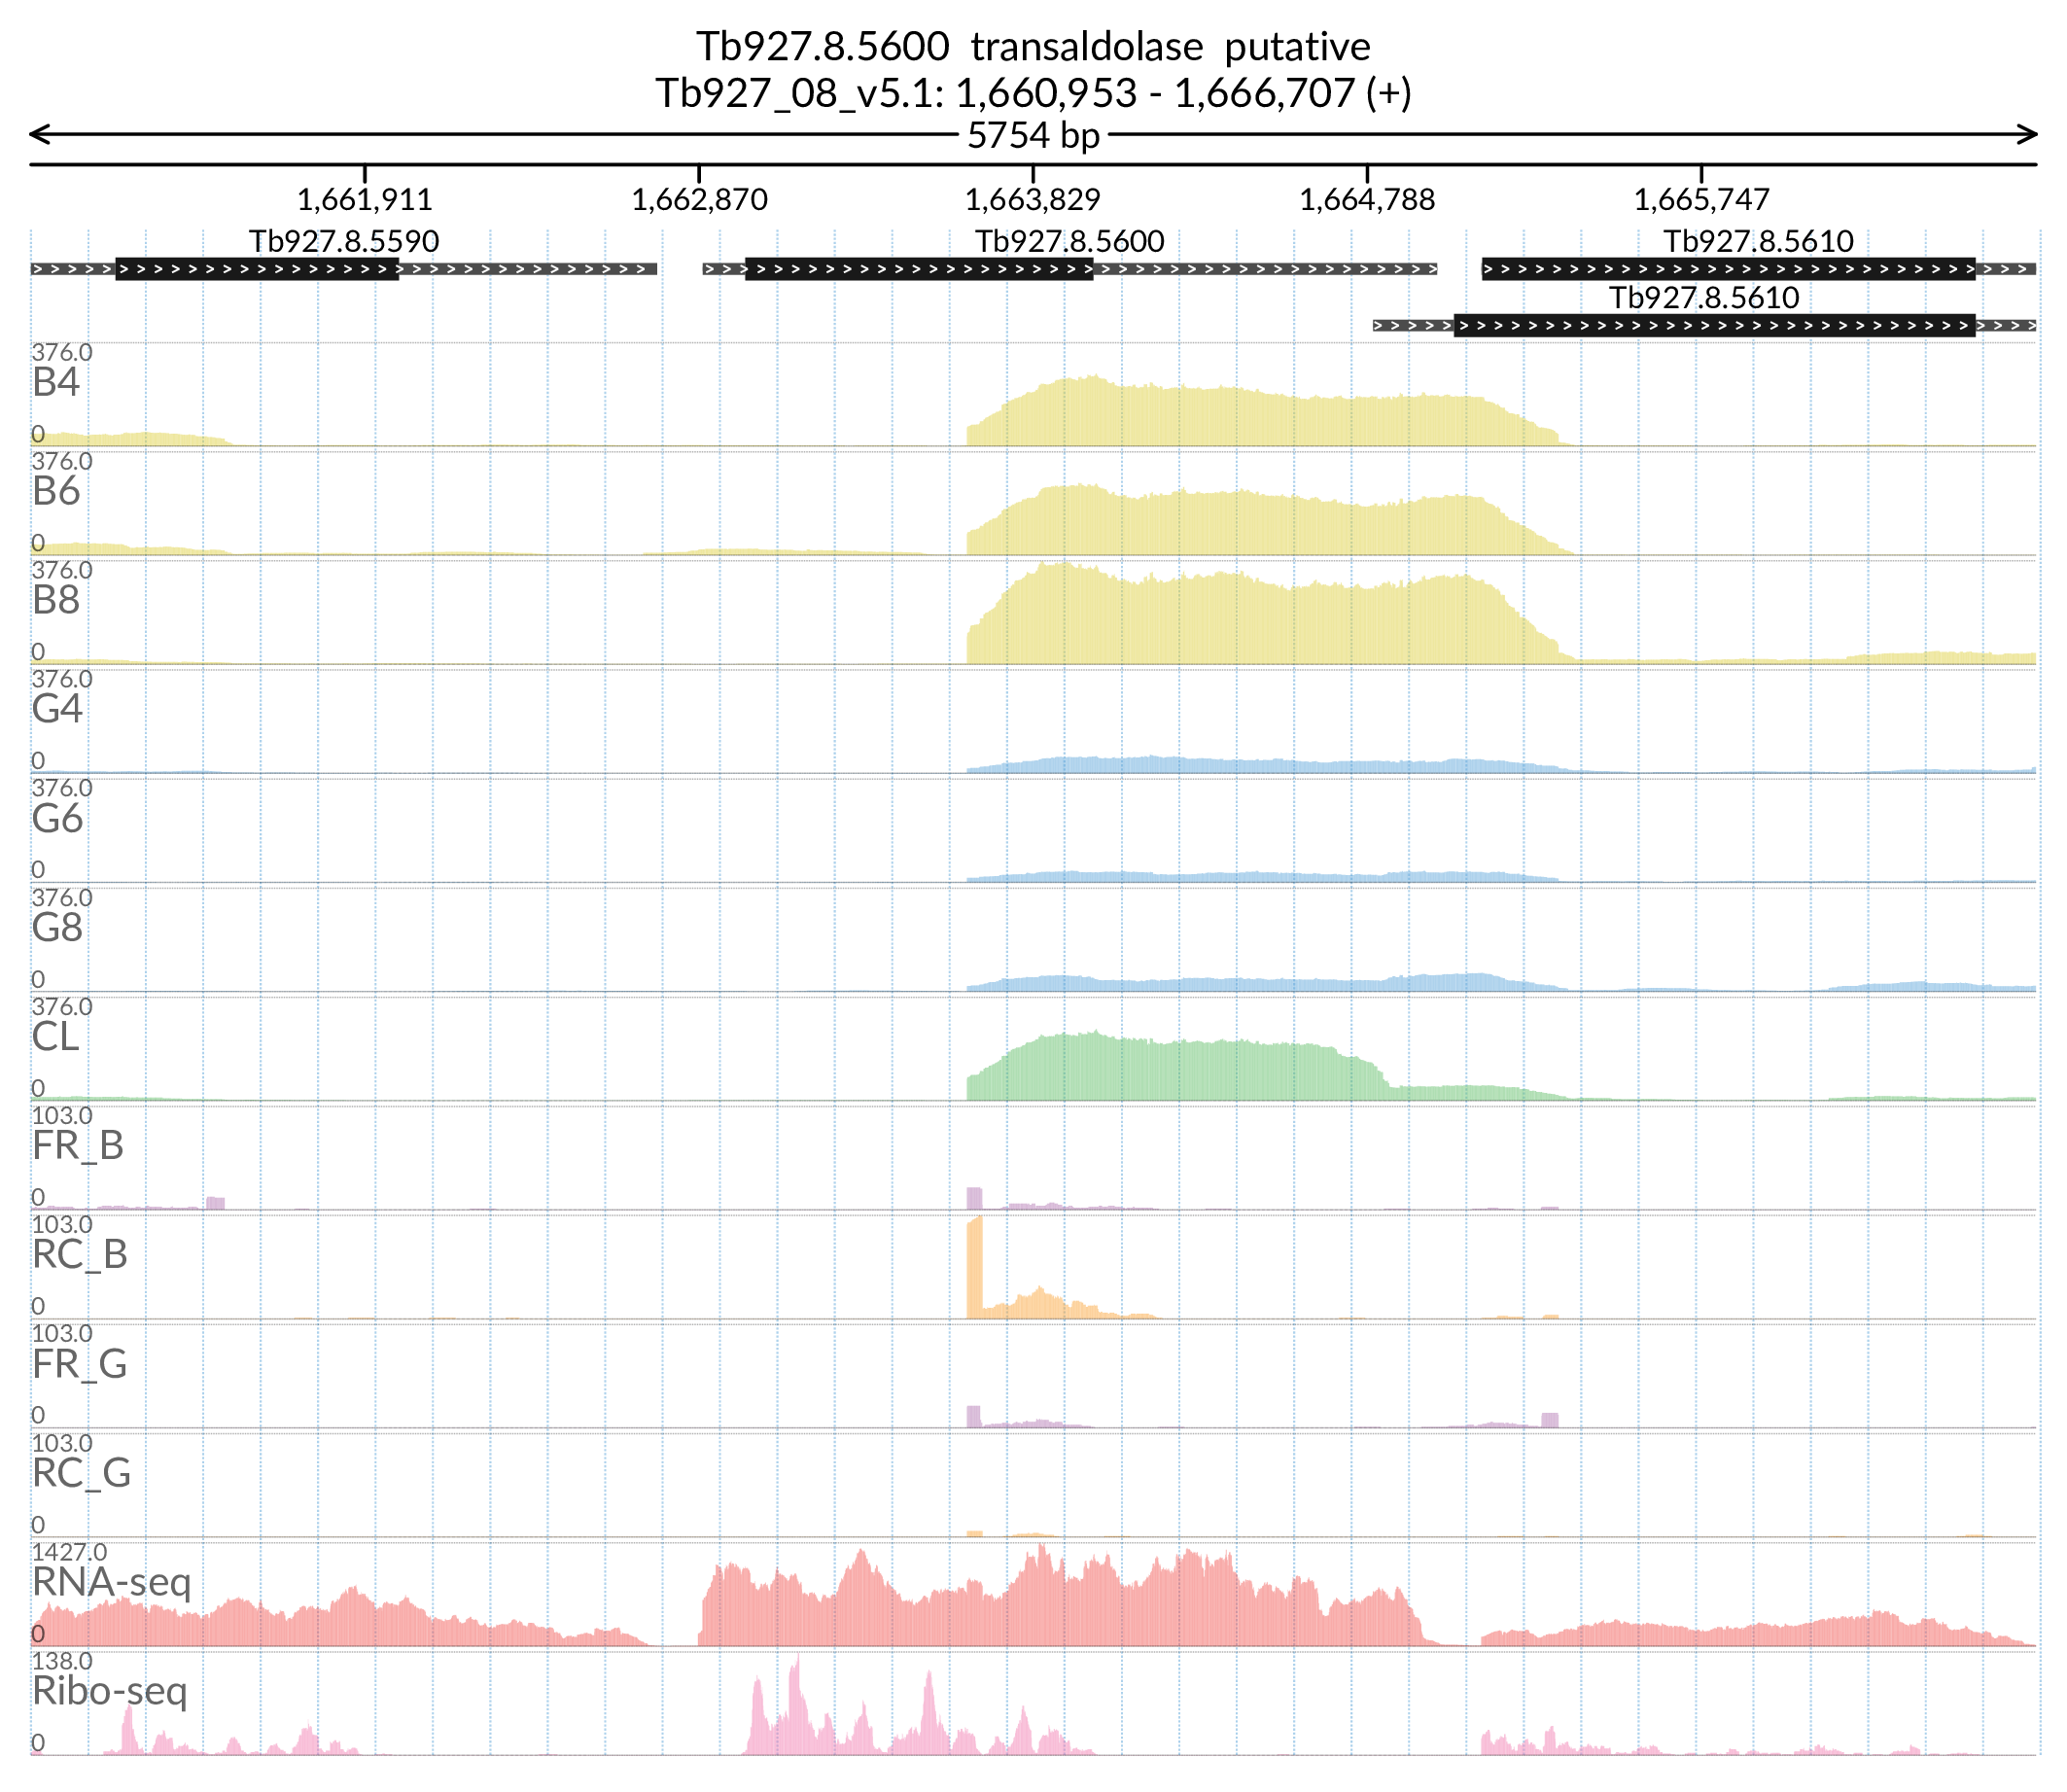 Tb927.8.5600 transaldolase putative
Tb927_08_v5.1: 1,660,953 - 1,666,707 (+)
5754 bp
1,661,911 1,662,870 1,663,829 1,664,788 1,665,747
Tb927.8.5590 Tb927.8.5600 Tb927.8.5610
Tb927.8.5610
376.0
B4
0
376.0
B6
0
376.0
B8
0
376.0
G4
0
376.0
G6
0
376.0
G8
0
376.0
CL
0
103.0
FR_B
0
103.0
RC_B
0
103.0
FR_G
0
103.0
RC_G
0
1427.0
RNA-seq
0
138.0
Ribo-seq
0